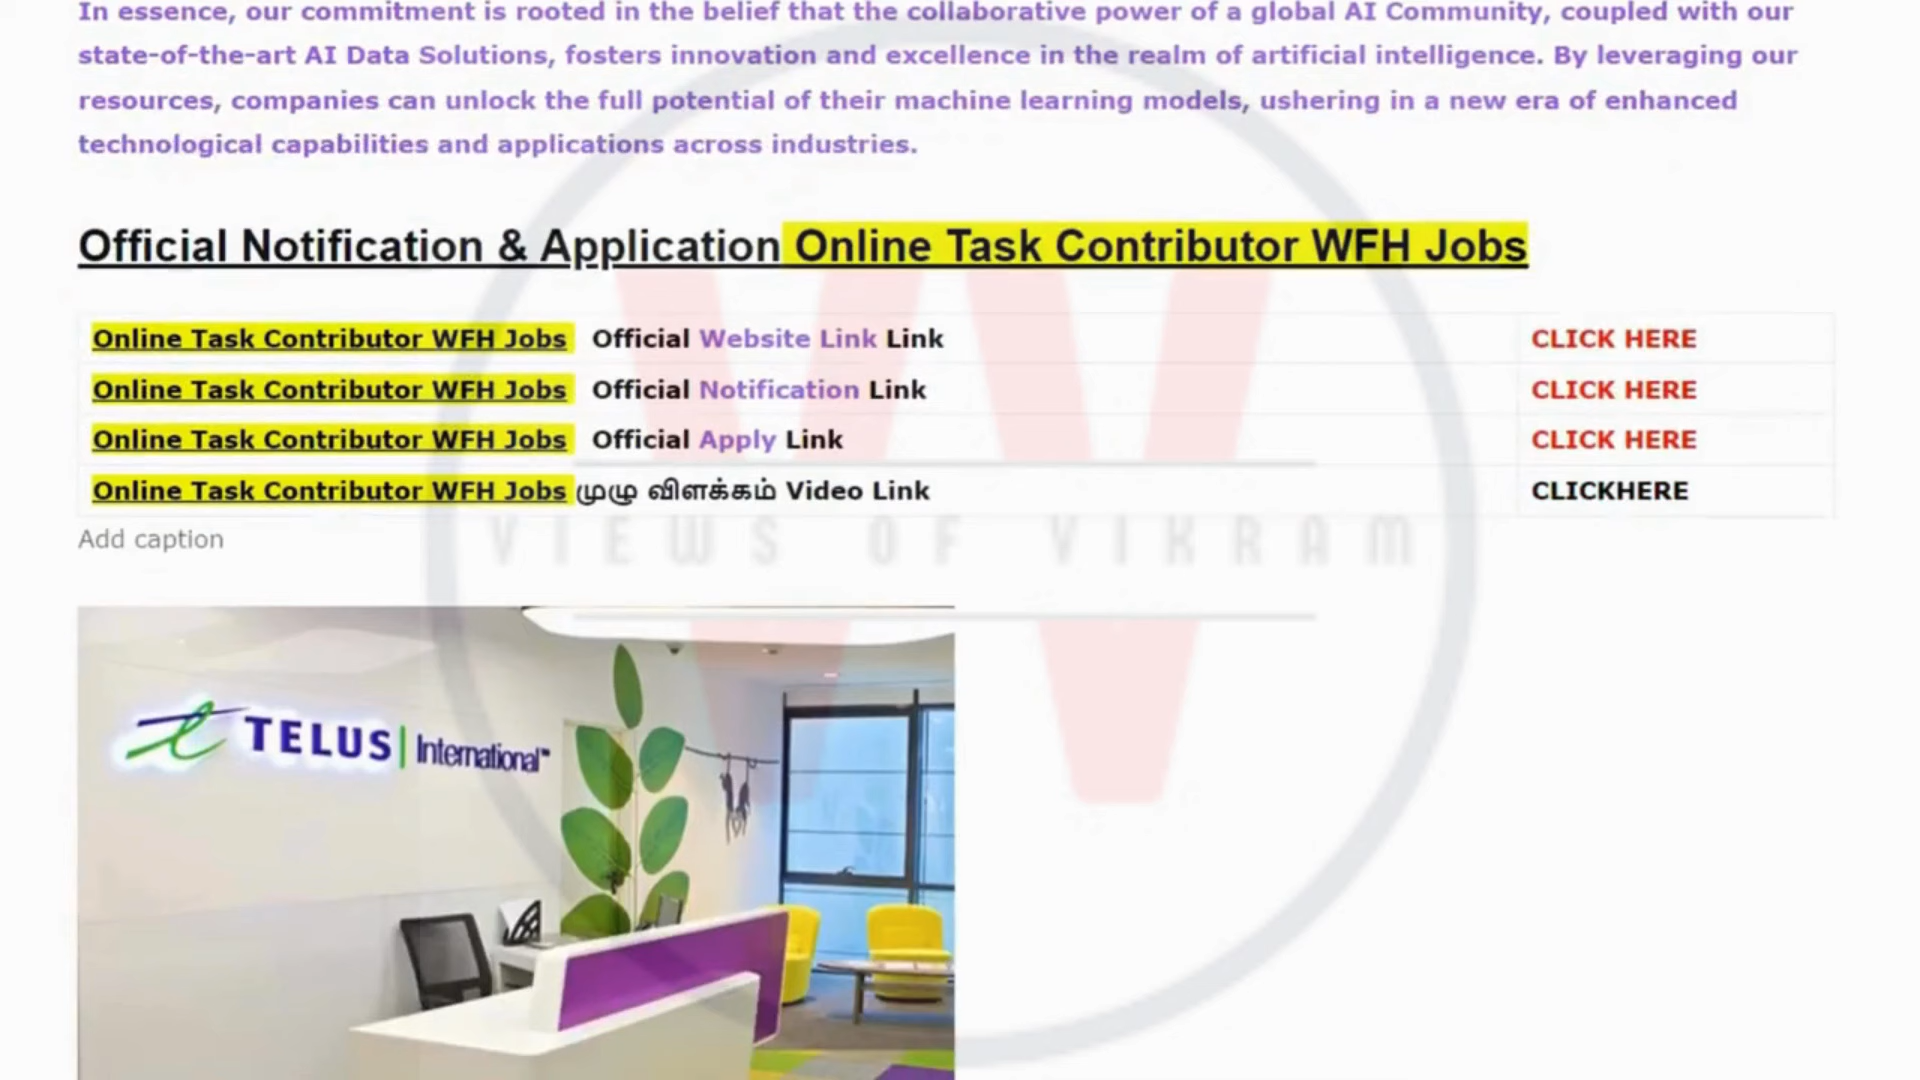 In essence, our commitment is rooted in the belief that the collaborative power of a global AI Community, coupled with our
state-of-the-art AI Data Solutions, fosters innovation and excellence in the realm of artificial intelligence. By leveraging our
resources, companies can unlock the full potential of their machine learning models, ushering in a new era of enhanced
technological capabilities and applications across industries.
Official Notification & Application Online Task Contributor WFH Jobs
Online Task Contributor WFH Jobs Official Website Link Link CLICK HERE
Online Task Contributor WFH Jobs Official Notification Link CLICK HERE
Online Task Contributor WFH Jobs Official Apply Link CLICK HERE
Online Task Contributor WFH Jobs முழு விளக்கம் Video Link CLICKHERE
VIEWS OF VIKRAM
Add caption
TELUS International™